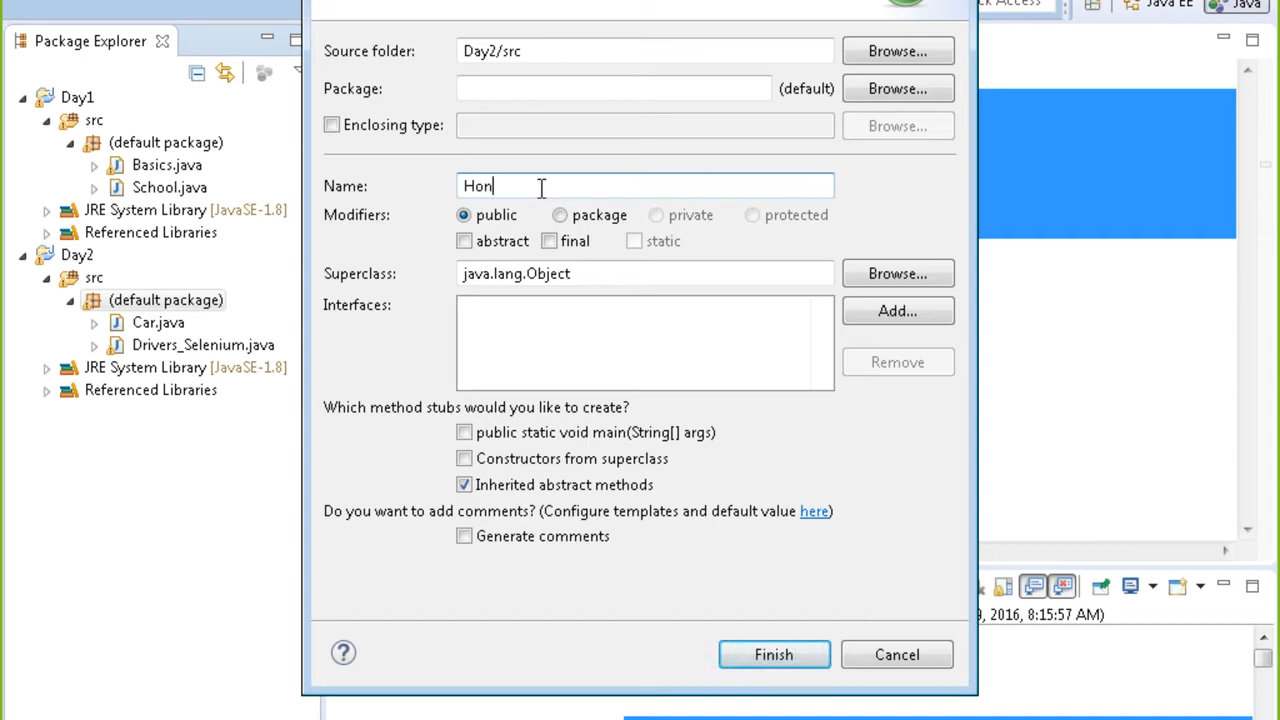 ck Access
Java EE
Java
Package Explorer
Day1
src
(default package)
Basics.java
School.java
JRE System Library [JavaSE-1.8]
Referenced Libraries
Day2
src
(default package)
Car.java
Drivers_Selenium.java
JRE System Library [JavaSE-1.8]
Referenced Libraries
Source folder: Day2/src Browse...
Package: (default) Browse...
Enclosing type: Browse...
Name: Hon
Modifiers: public package private protected
abstract final static
Superclass: java.lang.Object Browse...
Interfaces: Add...
Remove
Which method stubs would you like to create?
public static void main(String[] args)
Constructors from superclass
Inherited abstract methods
Do you want to add comments? (Configure templates and default value here)
Generate comments
? Finish Cancel
9, 2016, 8:15:57 AM)